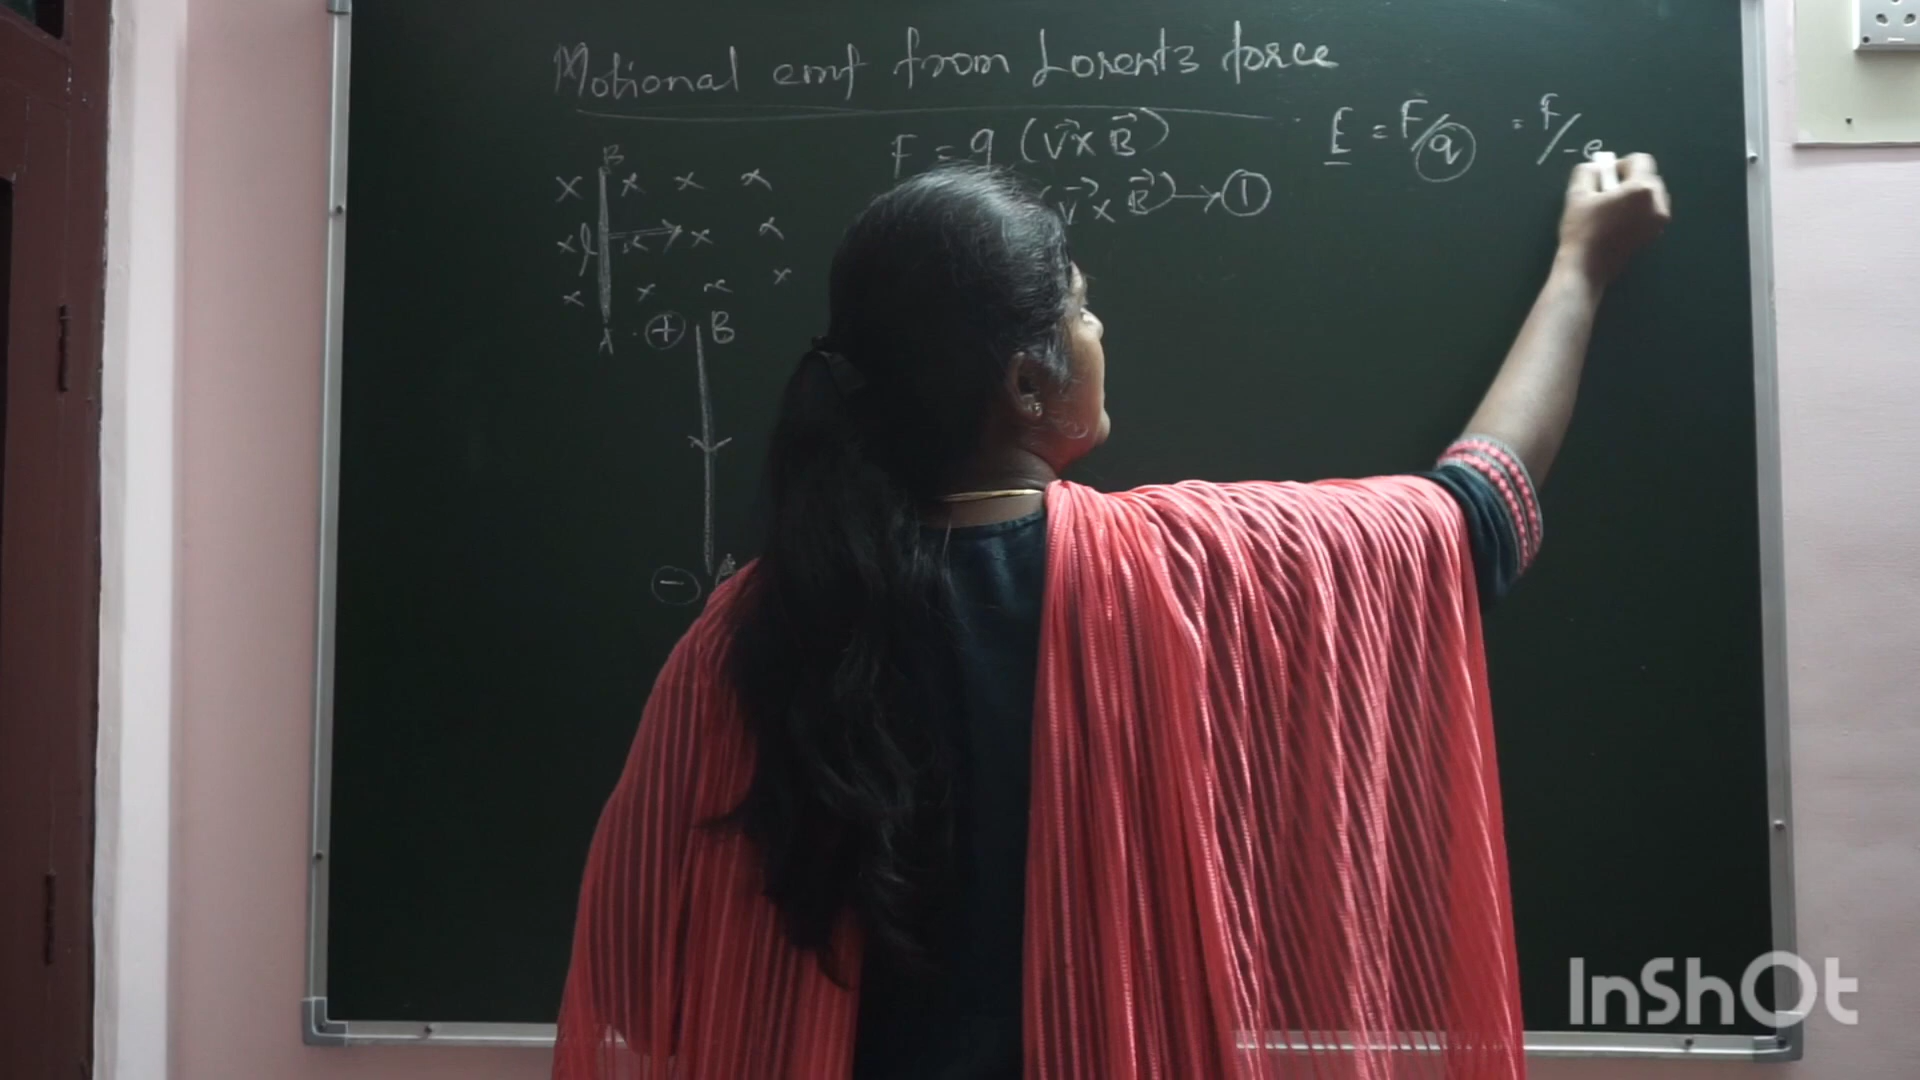 Motional emf from Lorentz force
F = q (v⃗ x B⃗)
E = F/q = F/-e
(v⃗ x B⃗) → ①
B
x x x x
x l x x x
x x x x
A
+ B
- A
InShOt